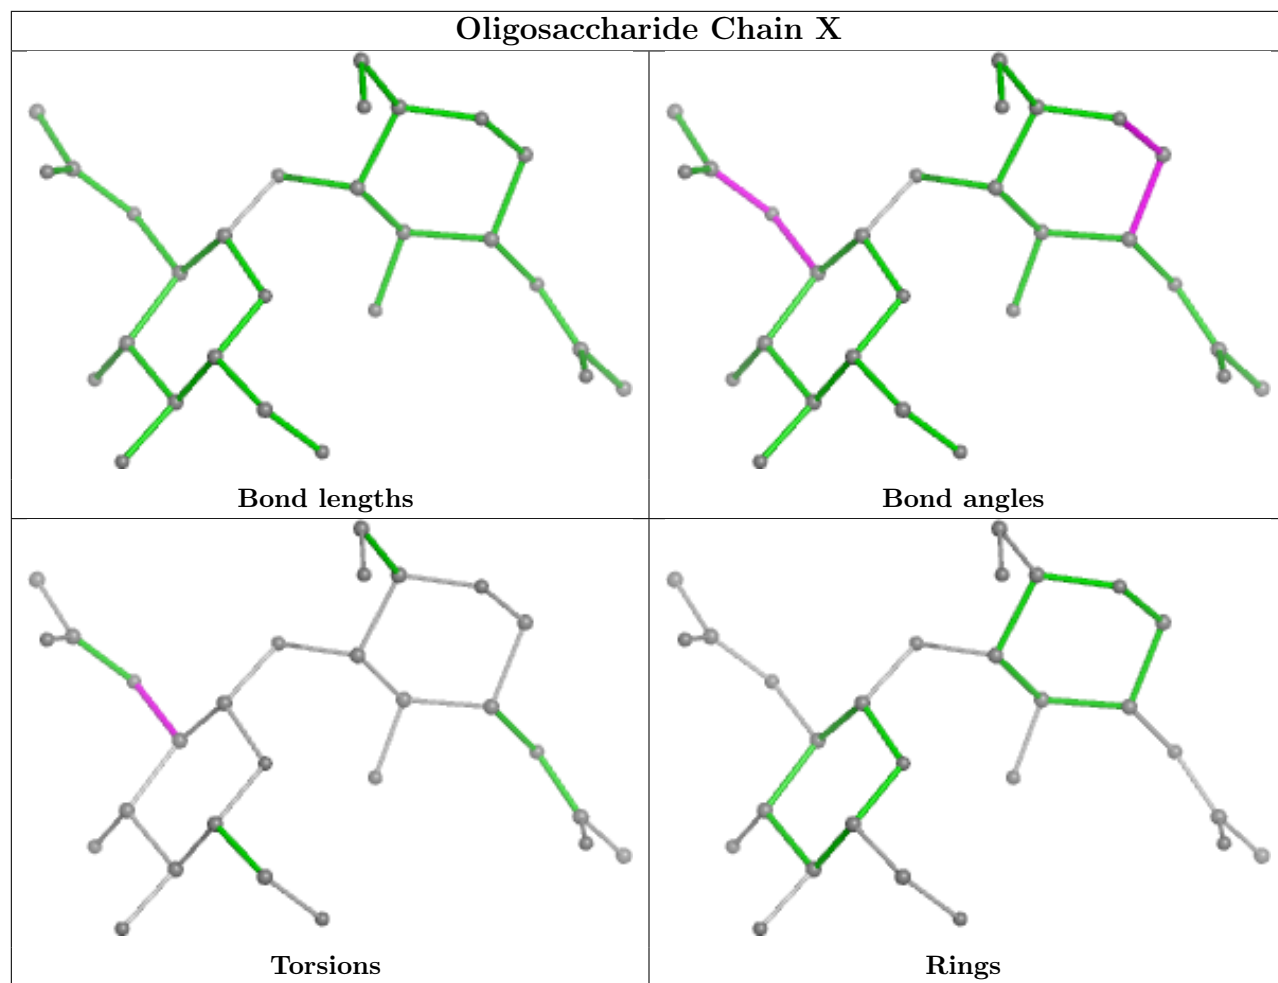 Oligosaccharide Chain X
Bond lengths
Bond angles
Torsions
Rings